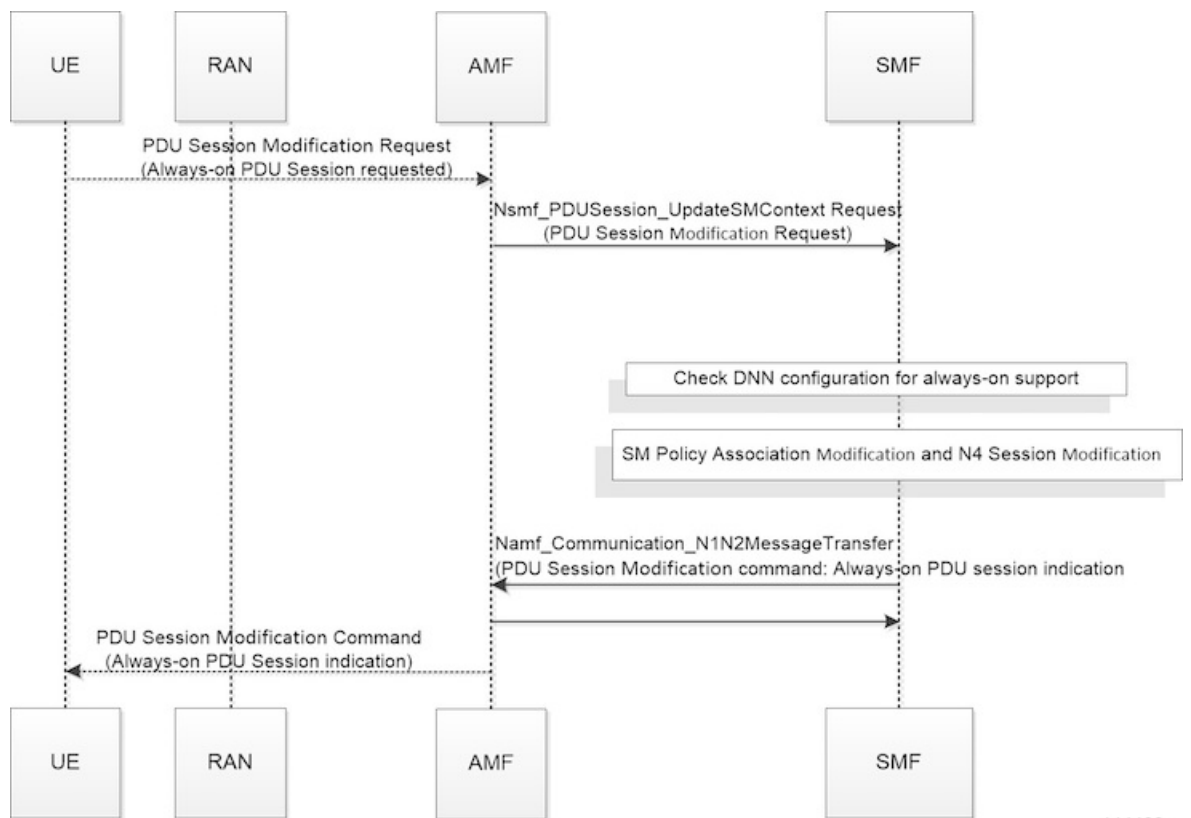 UE
RAN
AMF
SMF
PDU Session Modification Request
(Always-on PDU Session requested)
Nsmf_PDUSession_UpdateSMContext Request
(PDU Session Modification Request)
Check DNN configuration for always-on support
SM Policy Association Modification and N4 Session Modification
Namf_Communication_N1N2MessageTransfer
(PDU Session Modification command: Always-on PDU session indication
PDU Session Modification Command
(Always-on PDU Session indication)
UE
RAN
AMF
SMF